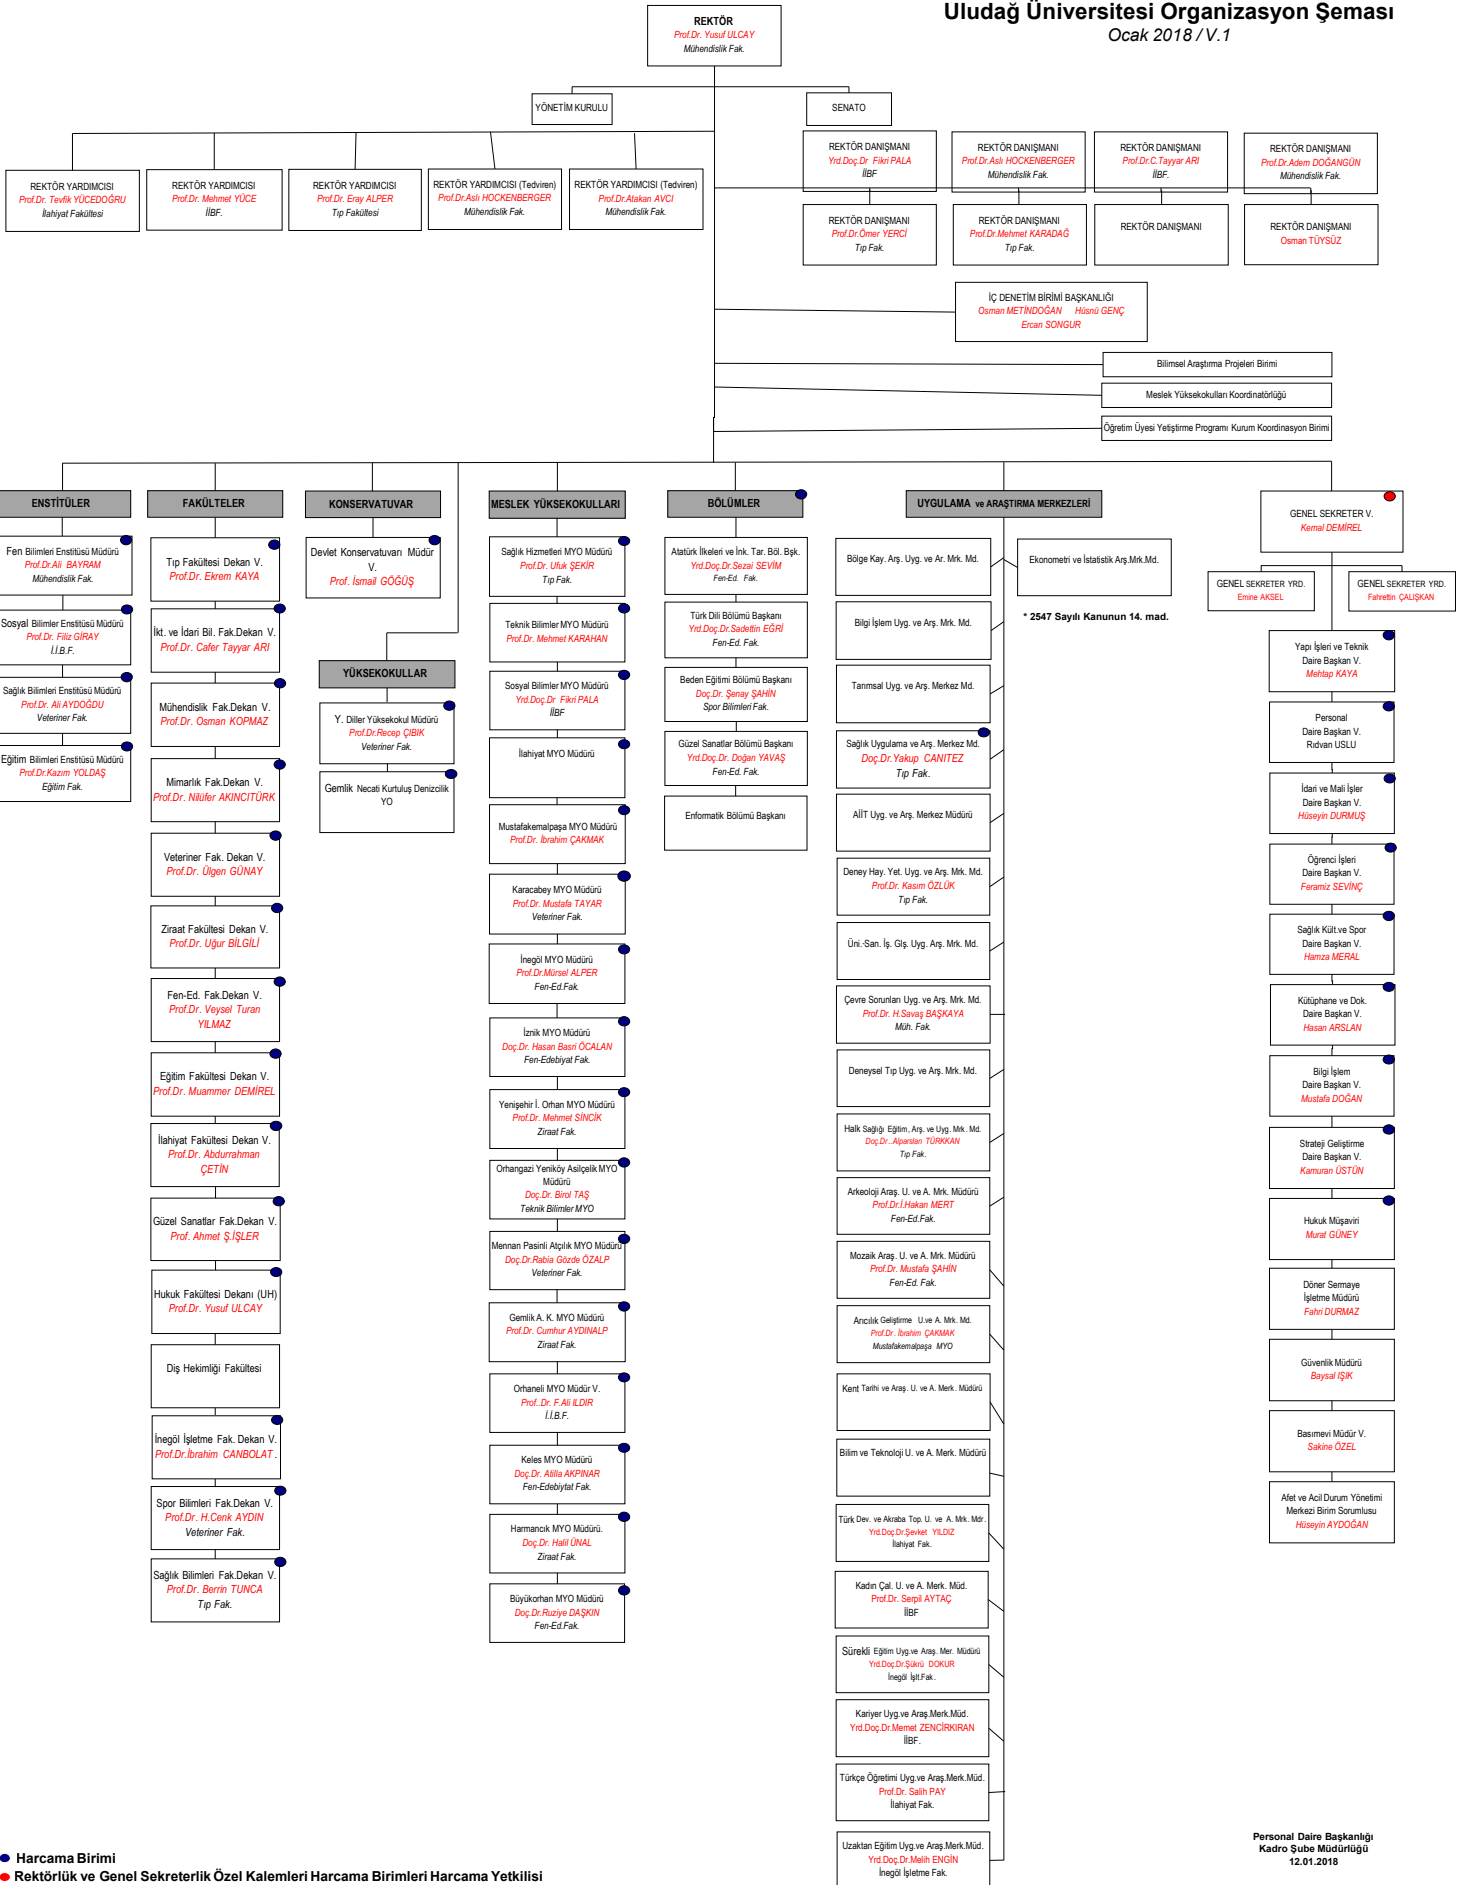 Uludağ Üniversitesi Organizasyon Şeması
Ocak 2018 / V.1
REKTÖR
Prof.Dr. Yusuf ULCAY
Mühendislik Fak.
YÖNETİM KURULU
SENATO
REKTÖR YARDIMCISI
Prof.Dr. Tevfik YÜCEDOĞRU
İlahiyat Fakültesi
REKTÖR YARDIMCISI
Prof.Dr. Mehmet YÜCE
İİBF.
REKTÖR YARDIMCISI
Prof.Dr. Eray ALPER
Tıp Fakültesi
REKTÖR YARDIMCISI (Tedviren)
Prof.Dr.Aslı HOCKENBERGER
Mühendislik Fak.
REKTÖR YARDIMCISI (Tedviren)
Prof.Dr.Atakan AVCI
Mühendislik Fak.
REKTÖR DANIŞMANI
Yrd.Doç.Dr Fikri PALA
İİBF
REKTÖR DANIŞMANI
Prof.Dr.Aslı HOCKENBERGER
Mühendislik Fak.
REKTÖR DANIŞMANI
Prof.Dr.C.Tayyar ARI
İİBF.
REKTÖR DANIŞMANI
Prof.Dr.Adem DOĞANGÜN
Mühendislik Fak.
REKTÖR DANIŞMANI
Prof.Dr.Ömer YERCİ
Tıp Fak.
REKTÖR DANIŞMANI
Prof.Dr.Mehmet KARADAĞ
Tıp Fak.
REKTÖR DANIŞMANI
REKTÖR DANIŞMANI
Osman TÜYSÜZ
İÇ DENETİM BİRİMİ BAŞKANLIĞI
Osman METİNDOĞAN Hüsnü GENÇ
Ercan SONGUR
Bilimsel Araştırma Projeleri Birimi
Meslek Yüksekokulları Koordinatörlüğü
Öğretim Üyesi Yetiştirme Programı Kurum Koordinasyon Birimi
ENSTİTÜLER
Fen Bilimleri Enstitüsü Müdürü
Prof.Dr.Ali BAYRAM
Mühendislik Fak.
Sosyal Bilimler Enstitüsü Müdürü
Prof.Dr. Filiz GİRAY
İ.İ.B.F.
Sağlık Bilimleri Enstitüsü Müdürü
Prof.Dr. Ali AYDOĞDU
Veteriner Fak.
Eğitim Bilimleri Enstitüsü Müdürü
Prof.Dr.Kazım YOLDAŞ
Eğitim Fak.
FAKÜLTELER
Tıp Fakültesi Dekan V.
Prof.Dr. Ekrem KAYA
İkt. ve İdari Bil. Fak.Dekan V.
Prof.Dr. Cafer Tayyar ARI
Mühendislik Fak.Dekan V.
Prof.Dr. Osman KOPMAZ
Mimarlık Fak.Dekan V.
Prof.Dr. Nilüfer AKINCITÜRK
Veteriner Fak. Dekan V.
Prof.Dr. Ülgen GÜNAY
Ziraat Fakültesi Dekan V.
Prof.Dr. Uğur BİLGİLİ
Fen-Ed. Fak.Dekan V.
Prof.Dr. Veysel Turan
YILMAZ
Eğitim Fakültesi Dekan V.
Prof.Dr. Muammer DEMİREL
İlahiyat Fakültesi Dekan V.
Prof.Dr. Abdurrahman
ÇETİN
Güzel Sanatlar Fak.Dekan V.
Prof. Ahmet Ş.İŞLER
Hukuk Fakültesi Dekanı (UH)
Prof.Dr. Yusuf ULCAY
Diş Hekimliği Fakültesi
İnegöl İşletme Fak. Dekan V.
Prof.Dr.İbrahim CANBOLAT .
Spor Bilimleri Fak.Dekan V.
Prof.Dr. H.Cenk AYDIN
Veteriner Fak.
Sağlık Bilimleri Fak.Dekan V.
Prof.Dr. Berrin TUNCA
Tıp Fak.
KONSERVATUVAR
Devlet Konservatuvarı Müdür
V.
Prof. İsmail GÖĞÜŞ
YÜKSEKOKULLAR
Y. Diller Yüksekokul Müdürü
Prof.Dr.Recep ÇIBIK
Veteriner Fak.
Gemlik Necati Kurtuluş Denizcilik
YO
MESLEK YÜKSEKOKULLARI
Sağlık Hizmetleri MYO Müdürü
Prof.Dr. Ufuk ŞEKİR
Tıp Fak.
Teknik Bilimler MYO Müdürü
Prof.Dr. Mehmet KARAHAN
Sosyal Bilimler MYO Müdürü
Yrd.Doç.Dr Fikri PALA
İİBF
İlahiyat MYO Müdürü
Mustafakemalpaşa MYO Müdürü
Prof.Dr. İbrahim ÇAKMAK
Karacabey MYO Müdürü
Prof.Dr. Mustafa TAYAR
Veteriner Fak.
İnegöl MYO Müdürü
Prof.Dr.Mürsel ALPER
Fen-Ed.Fak.
İznik MYO Müdürü
Doç.Dr. Hasan Basri ÖCALAN
Fen-Edebiyat Fak.
Yenişehir İ. Orhan MYO Müdürü
Prof.Dr. Mehmet SİNCİK
Ziraat Fak.
Orhangazi Yeniköy Asilçelik MYO
Müdürü
Doç.Dr. Birol TAŞ
Teknik Bilimler MYO
Mennan Pasinli Atçılık MYO Müdürü
Doç.Dr.Rabia Gözde ÖZALP
Veteriner Fak.
Gemlik A. K. MYO Müdürü
Prof.Dr. Cumhur AYDINALP
Ziraat Fak.
Orhaneli MYO Müdür V.
Prof..Dr. F.Ali ILDIR
İ.İ.B.F.
Keles MYO Müdürü
Doç.Dr. Atilla AKPINAR
Fen-Edebiytat Fak.
Harmancık MYO Müdürü.
Doç.Dr. Halil ÜNAL
Ziraat Fak.
Büyükorhan MYO Müdürü
Doç.Dr.Ruziye DAŞKIN
Fen-Ed.Fak.
BÖLÜMLER
Atatürk İlkeleri ve İnk. Tar. Böl. Bşk.
Yrd.Doç.Dr.Sezai SEVİM
Fen-Ed. Fak.
Türk Dili Bölümü Başkanı
Yrd.Doç.Dr.Sadettin EĞRİ
Fen-Ed. Fak.
Beden Eğitimi Bölümü Başkanı
Doç.Dr. Şenay ŞAHİN
Spor Bilimleri Fak.
Güzel Sanatlar Bölümü Başkanı
Yrd.Doç.Dr. Doğan YAVAŞ
Fen-Ed. Fak.
Enformatik Bölümü Başkanı
UYGULAMA ve ARAŞTIRMA MERKEZLERİ
Bölge Kay. Arş. Uyg. ve Ar. Mrk. Md.
Ekonometri ve İstatistik Arş.Mrk.Md.
* 2547 Sayılı Kanunun 14. mad.
Bilgi İşlem Uyg. ve Arş. Mrk. Md.
Tarımsal Uyg. ve Arş. Merkez Md.
Sağlık Uygulama ve Arş. Merkez Md.
Doç.Dr.Yakup CANITEZ
Tıp Fak.
AİİT Uyg. ve Arş. Merkez Müdürü
Deney Hay. Yet. Uyg. ve Arş. Mrk. Md.
Prof.Dr. Kasım ÖZLÜK
Tıp Fak.
Üni.-San. İş. Glş. Uyg. Arş. Mrk. Md.
Çevre Sorunları Uyg. ve Arş. Mrk. Md.
Prof.Dr. H.Savaş BAŞKAYA
Müh. Fak.
Deneysel Tıp Uyg. ve Arş. Mrk. Md.
Halk Sağlığı Eğitim, Arş. ve Uyg. Mrk. Md.
Doç.Dr..Alparslan TÜRKKAN
Tıp Fak.
Arkeoloji Araş. U. ve A. Mrk. Müdürü
Prof.Dr.İ.Hakan MERT
Fen-Ed.Fak.
Mozaik Araş. U. ve A. Mrk. Müdürü
Prof.Dr. Mustafa ŞAHİN
Fen-Ed. Fak.
Arıcılık Geliştirme U.ve A. Mrk. Md.
Prof.Dr. İbrahim ÇAKMAK
Mustafakemalpaşa MYO
Kent Tarihi ve Araş. U. ve A. Merk. Müdürü
Bilim ve Teknoloji U. ve A. Merk. Müdürü
Türk Dev. ve Akraba Top. U. ve A. Mrk. Mdr.
Yrd.Doç.Dr.Şevket YILDIZ
İlahiyat Fak.
Kadın Çal. U. ve A. Merk. Müd.
Prof.Dr. Serpil AYTAÇ
İİBF
Sürekli Eğitim Uyg.ve Araş. Mer. Müdürü
Yrd.Doç.Dr.Şükrü DOKUR
İnegöl İşlt.Fak.
Kariyer Uyg.ve Araş.Merk.Müd.
Yrd.Doç.Dr.Memet ZENCİRKIRAN
İİBF.
Türkçe Öğretimi Uyg.ve Araş.Merk.Müd.
Prof.Dr. Salih PAY
İlahiyat Fak.
Uzaktan Eğitim Uyg.ve Araş.Merk.Müd.
Yrd.Doç.Dr.Melih ENGİN
İnegöl İşletme Fak.
GENEL SEKRETER V.
Kemal DEMİREL
GENEL SEKRETER YRD.
Emine AKSEL
GENEL SEKRETER YRD.
Fahrettin ÇALIŞKAN
Yapı İşleri ve Teknik
Daire Başkan V.
Mehtap KAYA
Personal
Daire Başkan V.
Rıdvan USLU
İdari ve Mali İşler
Daire Başkan V.
Hüseyin DURMUŞ
Öğrenci İşleri
Daire Başkan V.
Feramiz SEVİNÇ
Sağlık Kült.ve Spor
Daire Başkan V.
Hamza MERAL
Kütüphane ve Dok.
Daire Başkan V.
Hasan ARSLAN
Bilgi İşlem
Daire Başkan V.
Mustafa DOĞAN
Strateji Geliştirme
Daire Başkan V.
Kamuran ÜSTÜN
Hukuk Müşaviri
Murat GÜNEY
Döner Sermaye
İşletme Müdürü
Fahri DURMAZ
Güvenlik Müdürü
Baysal IŞIK
Basımevi Müdür V.
Sakine ÖZEL
Afet ve Acil Durum Yönetimi
Merkezi Birim Sorumlusu
Hüseyin AYDOĞAN
Harcama Birimi
Rektörlük ve Genel Sekreterlik Özel Kalemleri Harcama Birimleri Harcama Yetkilisi
Personal Daire Başkanlığı
Kadro Şube Müdürlüğü
12.01.2018